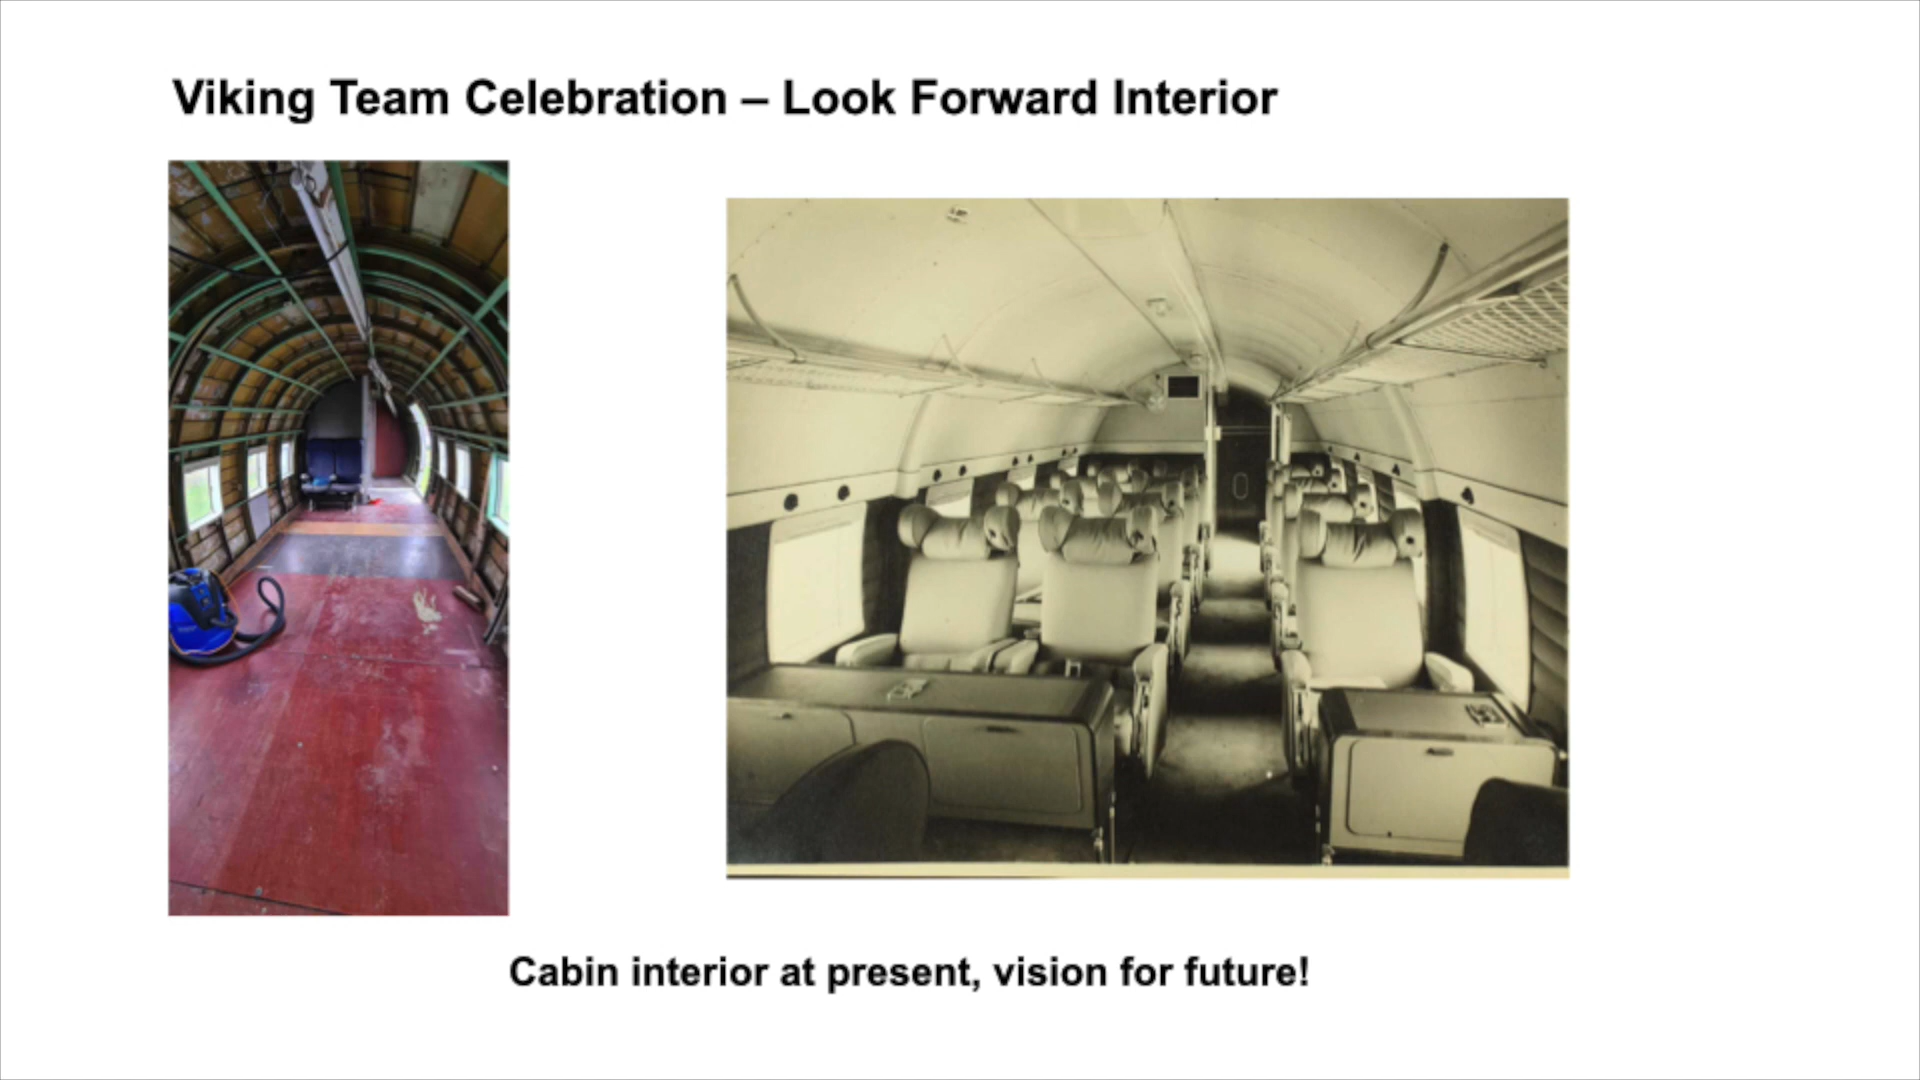 Viking Team Celebration – Look Forward Interior
Cabin interior at present, vision for future!